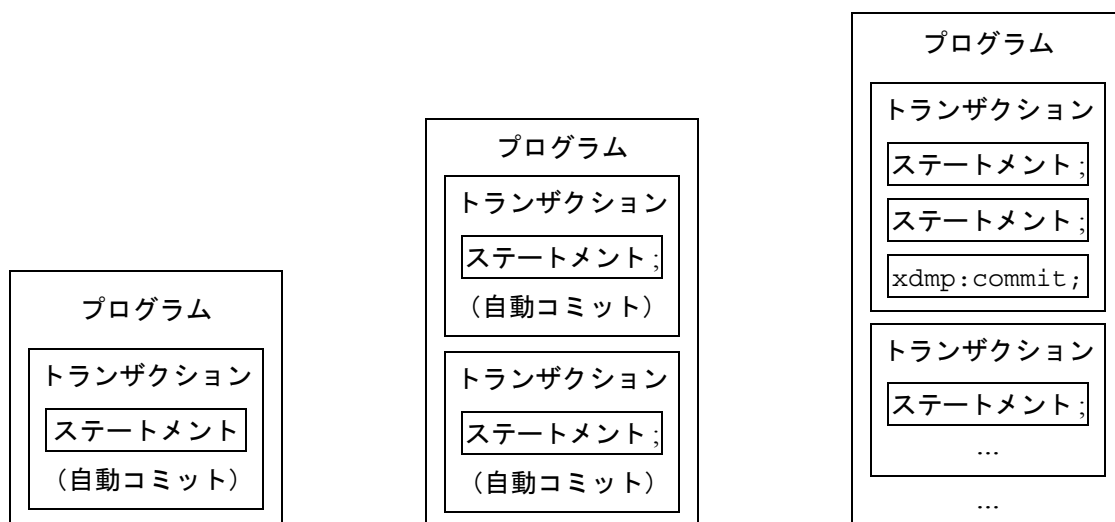 プログラム
トランザクション
ステートメント
（自動コミット）
プログラム
トランザクション
ステートメント;
（自動コミット）
トランザクション
ステートメント;
（自動コミット）
プログラム
トランザクション
ステートメント;
ステートメント;
xdmp:commit;
トランザクション
ステートメント;
...
...